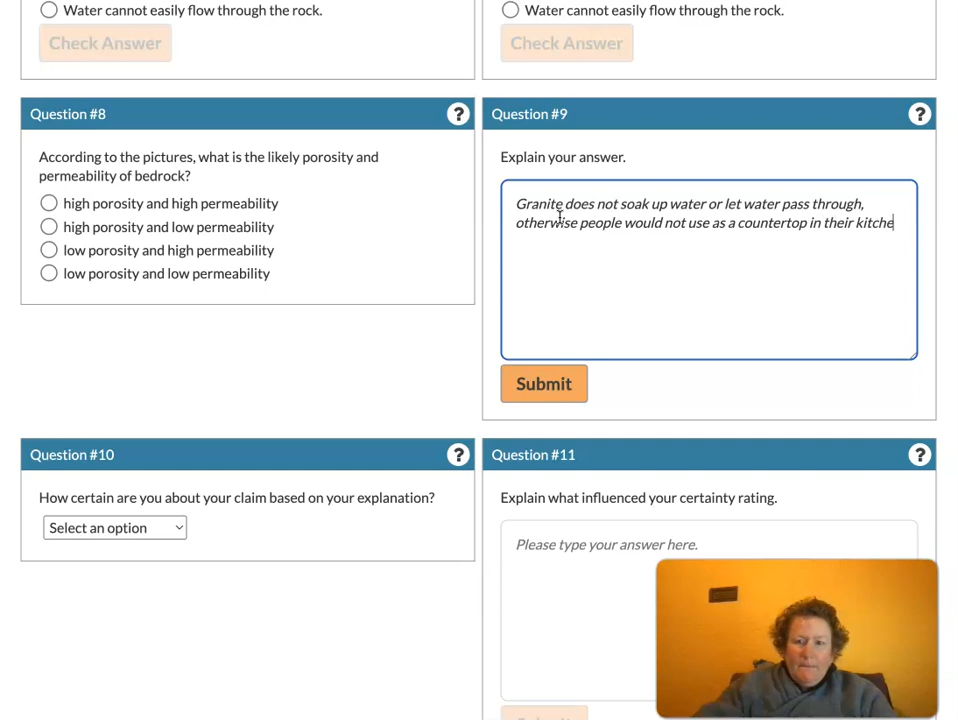 Water cannot easily flow through the rock.
Check Answer
Water cannot easily flow through the rock.
Check Answer
Question #8
?
According to the pictures, what is the likely porosity and
permeability of bedrock?
high porosity and high permeability
high porosity and low permeability
low porosity and high permeability
low porosity and low permeability
Question #9
?
Explain your answer.
Granite does not soak up water or let water pass through,
otherwise people would not use as a countertop in their kitche
Submit
Question #10
?
How certain are you about your claim based on your explanation?
Select an option
Question #11
?
Explain what influenced your certainty rating.
Please type your answer here.